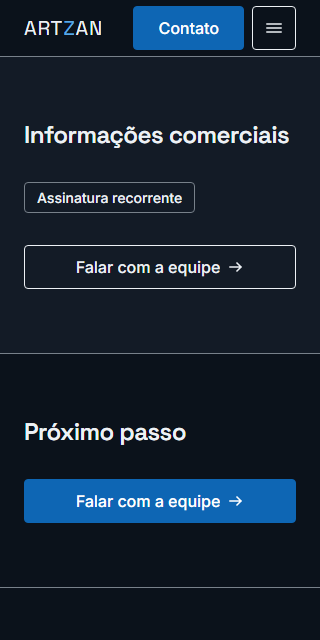 ARTZAN
Contato
Informações comerciais
Assinatura recorrente
Falar com a equipe →
Próximo passo
Falar com a equipe →